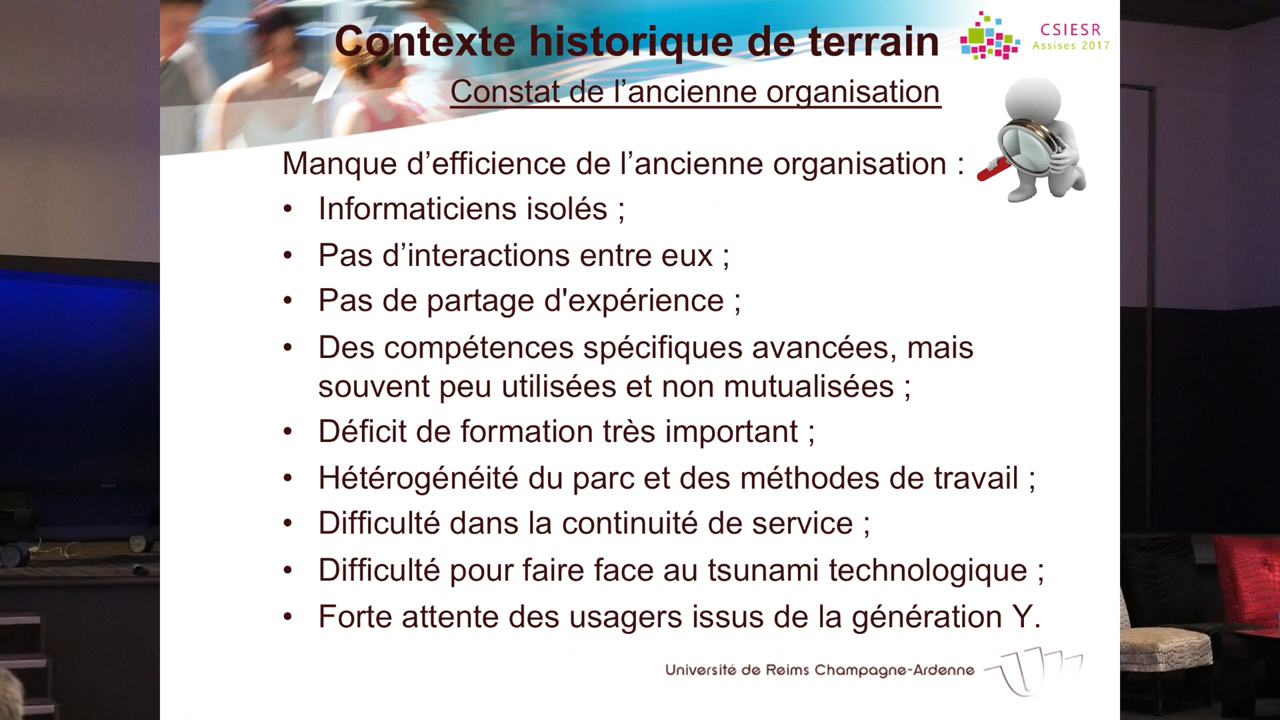 Contexte historique de terrain
CSIESR
Assises 2017
Constat de l’ancienne organisation
Manque d’efficience de l’ancienne organisation :
• Informaticiens isolés ;
• Pas d’interactions entre eux ;
• Pas de partage d'expérience ;
• Des compétences spécifiques avancées, mais
souvent peu utilisées et non mutualisées ;
• Déficit de formation très important ;
• Hétérogénéité du parc et des méthodes de travail ;
• Difficulté dans la continuité de service ;
• Difficulté pour faire face au tsunami technologique ;
• Forte attente des usagers issus de la génération Y.
Université de Reims Champagne-Ardenne